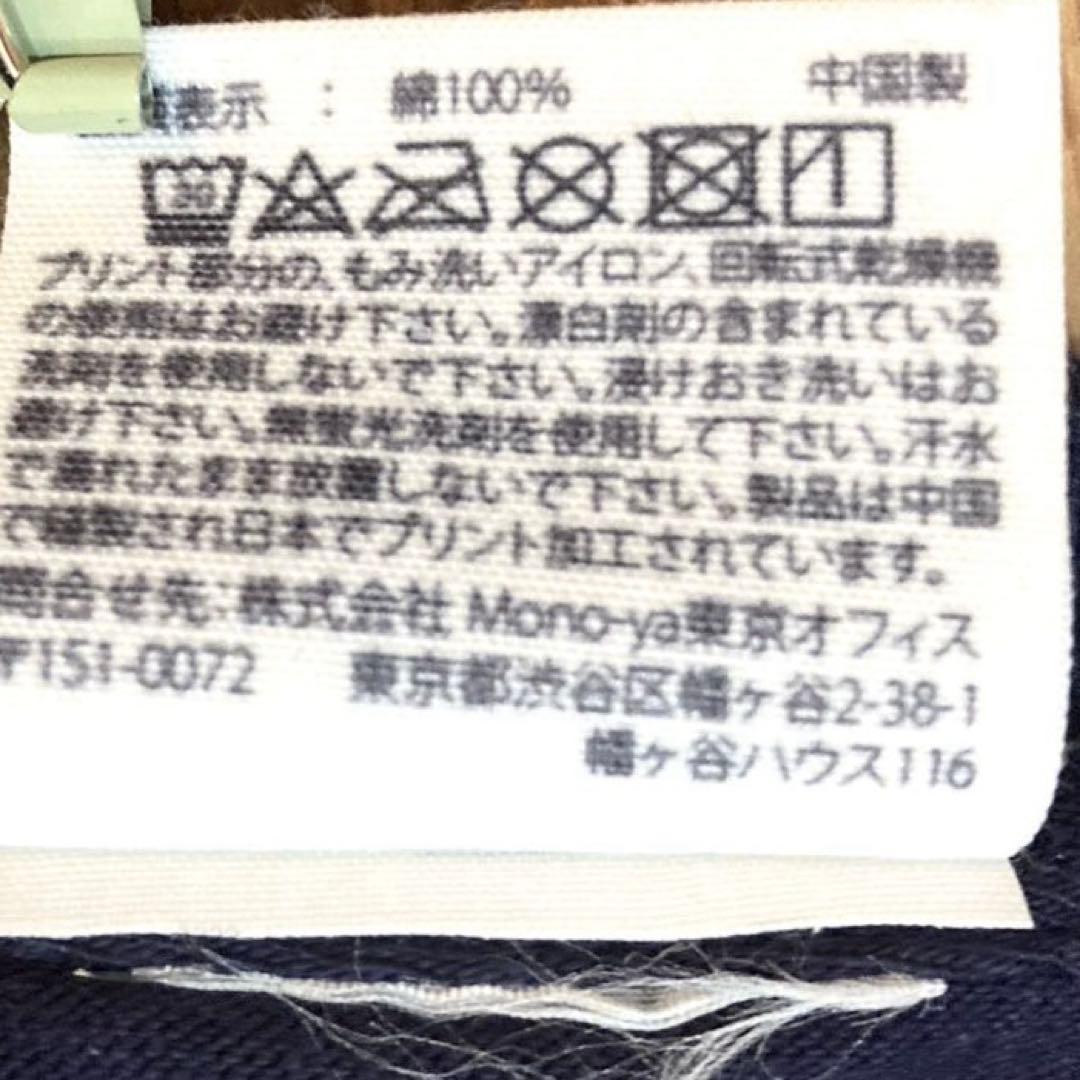 表示 : 綿100% 中国製
30
プリント部分の、もみ洗いアイロン、回転式乾燥機
の使用はお避け下さい。漂白剤の含まれている
洗剤を使用しないで下さい。浸けおき洗いはお
避け下さい。無蛍光洗剤を使用して下さい。汗水
で濡れたまま放置しないで下さい。製品は中国
で縫製され日本でプリント加工されています。
問合せ先：株式会社 Mono-ya東京オフィス
〒151-0072 東京都渋谷区幡ヶ谷2-38-1
幡ヶ谷ハウス116